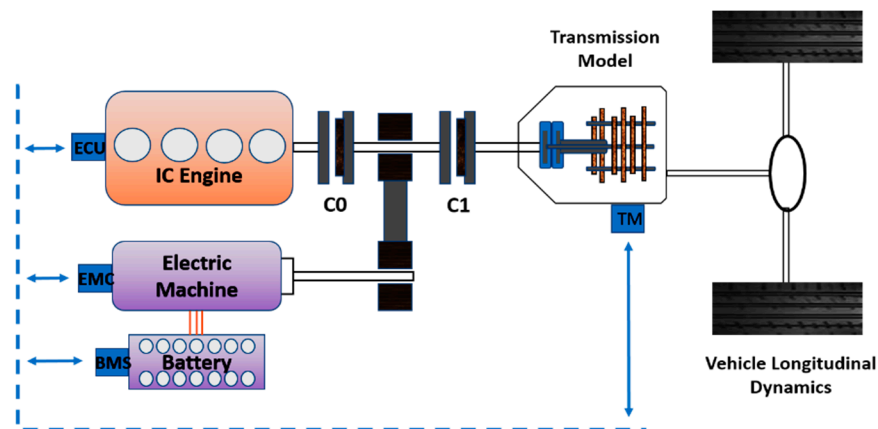 Transmission
Model
ECU
IC Engine
C0
C1
TM
EMC
Electric
Machine
BMS
Battery
Vehicle Longitudinal
Dynamics